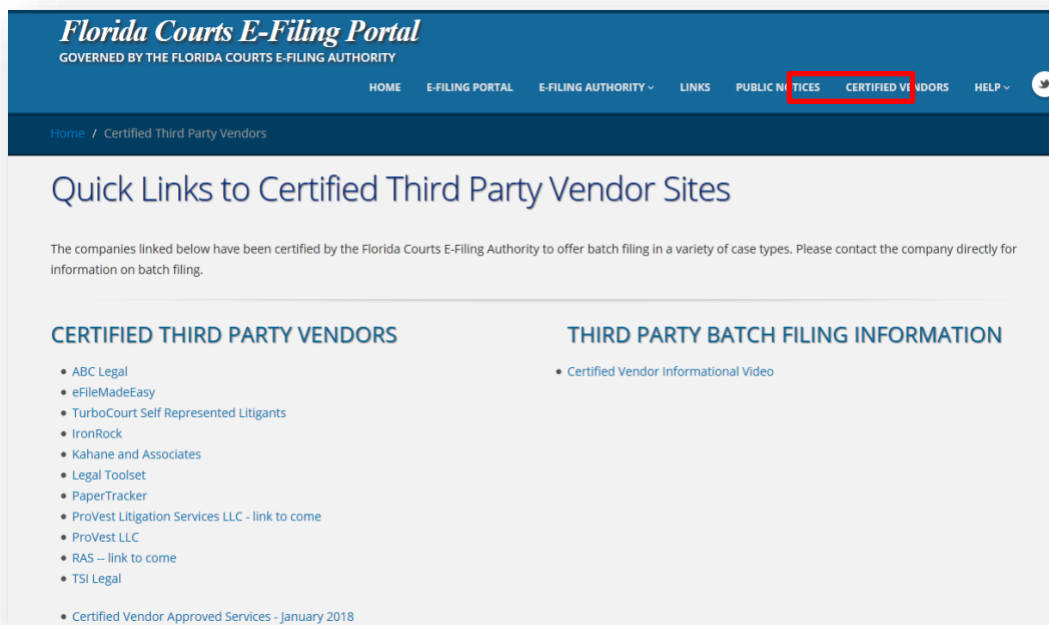 Florida Courts E-Filing Portal
GOVERNED BY THE FLORIDA COURTS E-FILING AUTHORITY
HOME E-FILING PORTAL E-FILING AUTHORITY LINKS PUBLIC NOTICES CERTIFIED VENDORS HELP
Home / Certified Third Party Vendors
Quick Links to Certified Third Party Vendor Sites
The companies linked below have been certified by the Florida Courts E-Filing Authority to offer batch filing in a variety of case types. Please contact the company directly for
information on batch filing.
CERTIFIED THIRD PARTY VENDORS
• ABC Legal
• eFileMadeEasy
• TurboCourt Self Represented Litigants
• IronRock
• Kahane and Associates
• Legal Toolset
• PaperTracker
• ProVest Litigation Services LLC - link to come
• ProVest LLC
• RAS -- link to come
• TSI Legal
• Certified Vendor Approved Services - January 2018
THIRD PARTY BATCH FILING INFORMATION
• Certified Vendor Informational Video